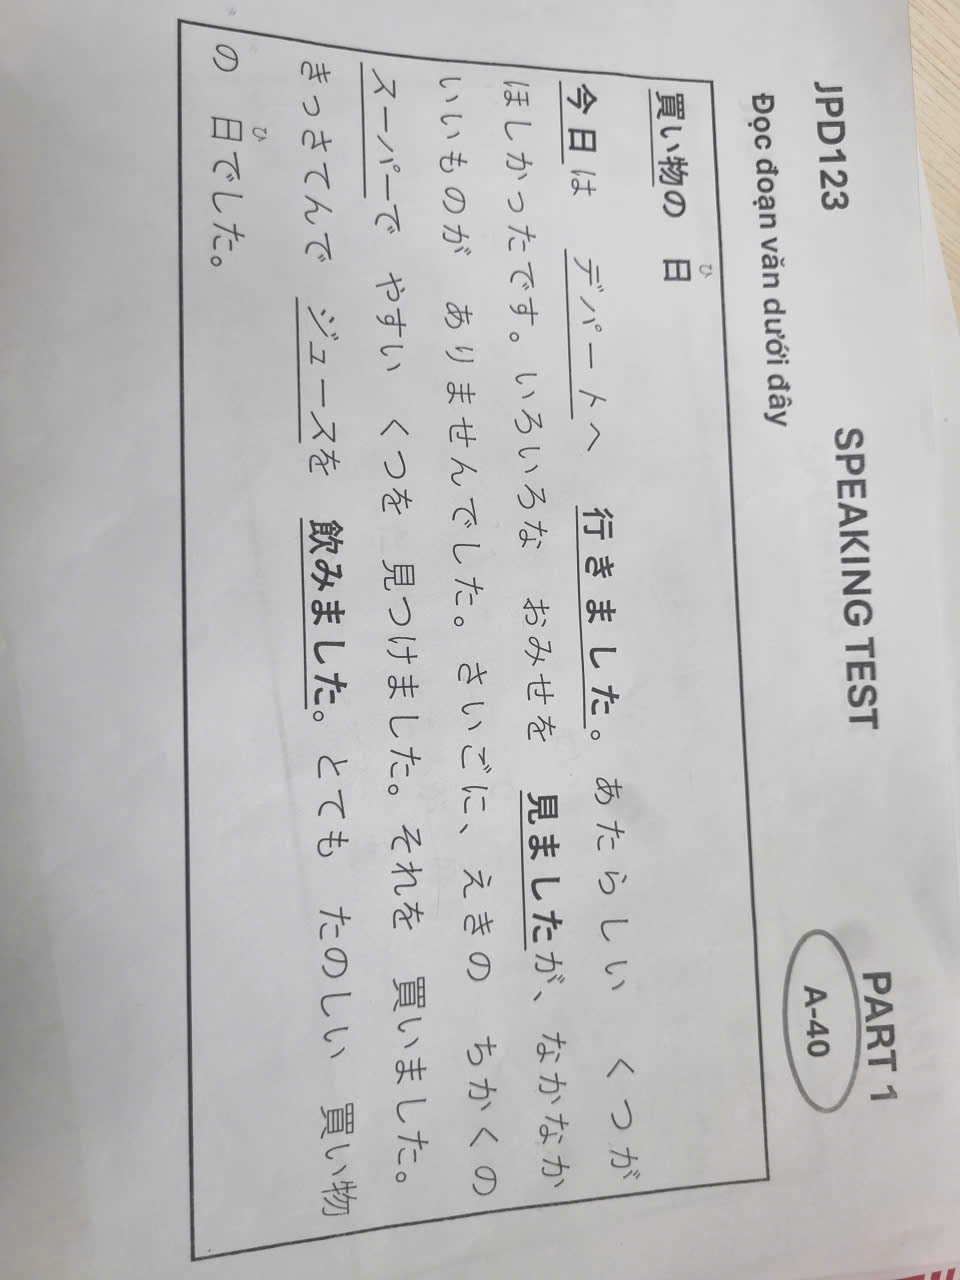 JPD123 SPEAKING TEST PART 1
Đọc đoạn văn dưới đây A-40
買い物の 日
ひ
今日は デパートへ 行きました。 あたらしい くつが
ほしかったです。いろいろな おみせを 見ましたが、なかなか
いいものが ありませんでした。さいごに、えきの ちかくの
スーパーで やすい くつを 見つけました。それを 買いました。
きっさてんで ジュースを 飲みました。とても たのしい 買い物
の 日でした。
ひ